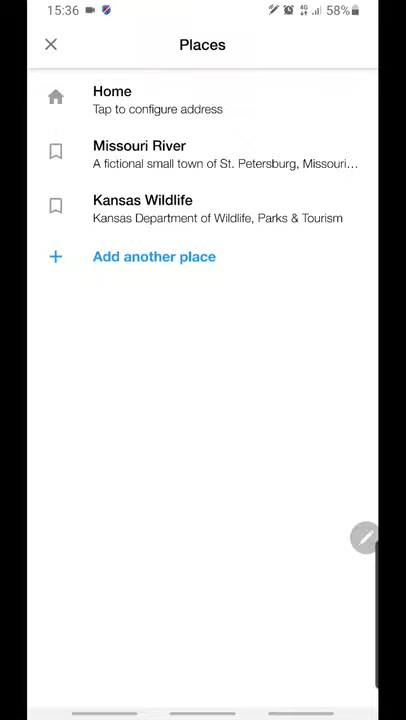 15:36
4G
58%
Places
Home
Tap to configure address
Missouri River
A fictional small town of St. Petersburg, Missouri...
Kansas Wildlife
Kansas Department of Wildlife, Parks & Tourism
+ Add another place